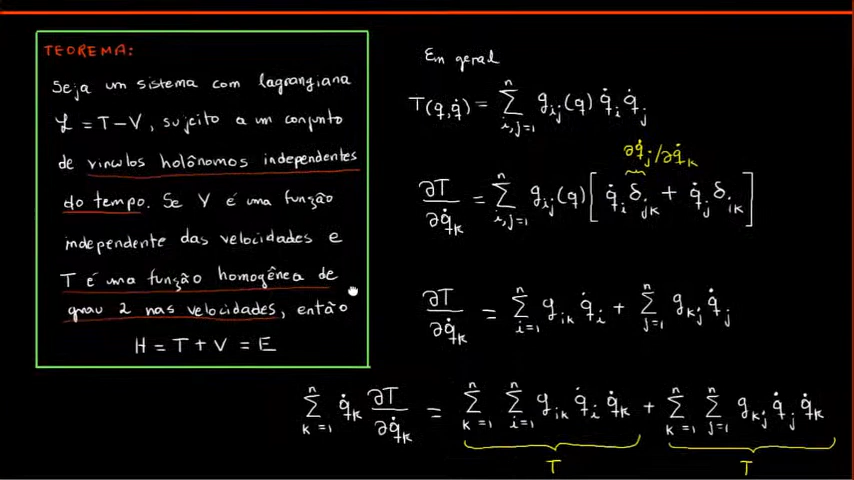 TEOREMA:
Seja um sistema com lagrangiana
ℒ = T - V, sujeito a um conjunto
de vínculos holônomos independentes
do tempo. Se V é uma função
independente das velocidades e
T é uma função homogênea de
grau 2 nas velocidades, então
H = T + V = E
Em geral
T(q,q̇) = Σ_{i,j=1}^{n} g_{ij}(q) q̇_i q̇_j
∂q̇_j/∂q̇_k
∂T/∂q̇_k = Σ_{i,j=1}^{n} g_{ij}(q) [ q̇_i δ_{jk} + q̇_j δ_{ik} ]
∂T/∂q̇_k = Σ_{i=1}^{n} g_{ik} q̇_i + Σ_{j=1}^{n} g_{kj} q̇_j
Σ_{k=1}^{n} q̇_k ∂T/∂q̇_k = Σ_{k=1}^{n} Σ_{i=1}^{n} g_{ik} q̇_i q̇_k + Σ_{k=1}^{n} Σ_{j=1}^{n} g_{kj} q̇_j q̇_k
T T